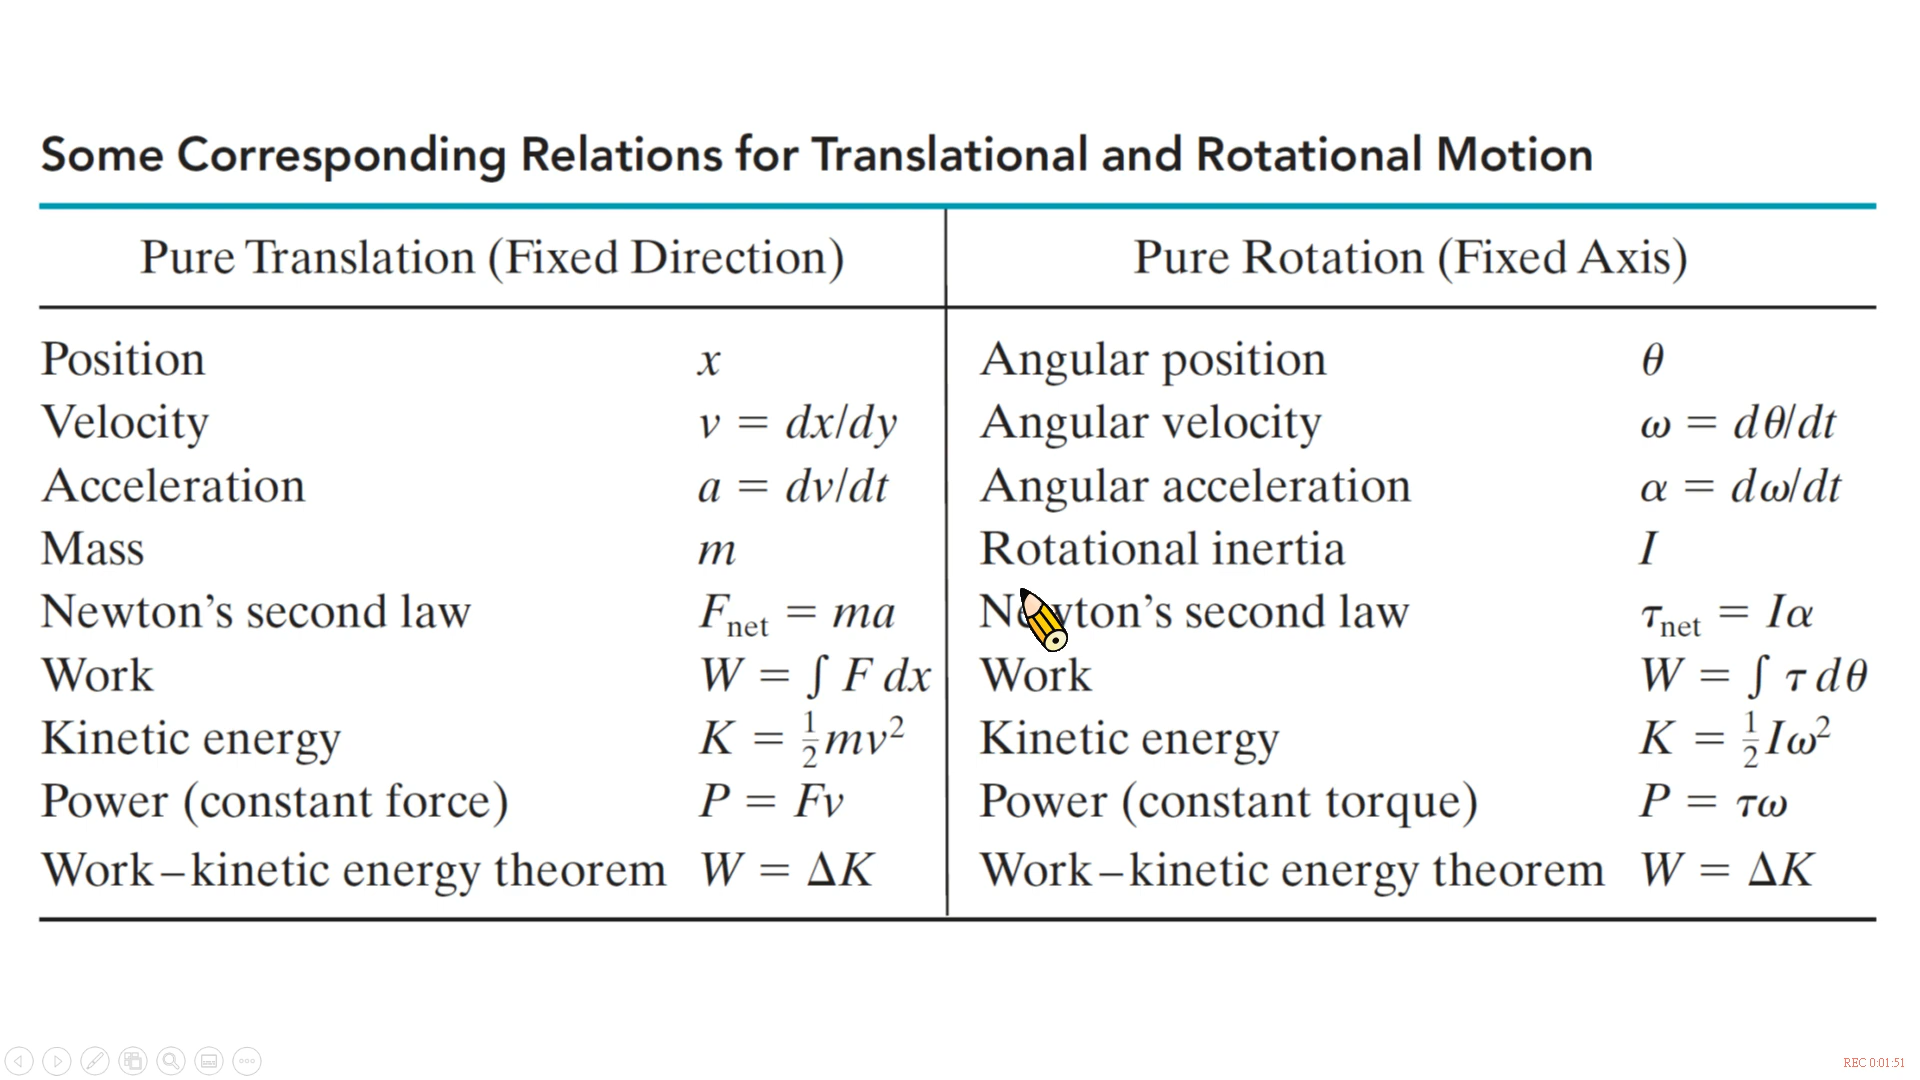 Some Corresponding Relations for Translational and Rotational Motion
Pure Translation (Fixed Direction) Pure Rotation (Fixed Axis)
Position x Angular position θ
Velocity v = dx/dy Angular velocity ω = dθ/dt
Acceleration a = dv/dt Angular acceleration α = dω/dt
Mass m Rotational inertia I
Newton’s second law F_net = ma Newton’s second law τ_net = Iα
Work W = ∫ F dx Work W = ∫ τ dθ
Kinetic energy K = ½mv² Kinetic energy K = ½Iω²
Power (constant force) P = Fv Power (constant torque) P = τω
Work–kinetic energy theorem W = ΔK Work–kinetic energy theorem W = ΔK
REC 0:01:51